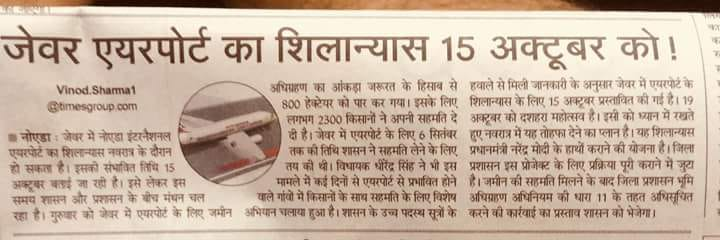 जेवर एयरपोर्ट का शिलान्यास 15 अक्टूबर को !
Vinod.Sharma1
@timesgroup.com
■ नोएडा : जेवर में नोएडा इंटरनैशनल
एयरपोर्ट का शिलान्यास नवरात्र के दौरान
हो सकता है। इसकी संभावित तिथि 15
अक्टूबर बताई जा रही है। इसे लेकर इस
समय शासन और प्रशासन के बीच मंथन चल
रहा है। गुरुवार को जेवर में एयरपोर्ट के लिए जमीन
अधिग्रहण का आंकड़ा जरूरत के हिसाब से
800 हेक्टेयर को पार कर गया। इसके लिए
लगभग 2300 किसानों ने अपनी सहमति दे
दी है। जेवर में एयरपोर्ट के लिए 6 सितंबर
तक की तिथि शासन ने सहमति लेने के लिए
तय की थी। विधायक धीरेंद्र सिंह ने भी इस
मामले में कई दिनों से एयरपोर्ट से प्रभावित होने
वाले गांवों में किसानों के साथ सहमति के लिए विशेष
अभियान चलाया हुआ है। शासन के उच्च पदस्थ सूत्रों के
हवाले से मिली जानकारी के अनुसार जेवर में एयरपोर्ट के
शिलान्यास के लिए 15 अक्टूबर प्रस्तावित की गई है। 19
अक्टूबर को दशहरा महोत्सव है। इसी को ध्यान में रखते
हुए नवरात्र में यह तोहफा देने का प्लान है। यह शिलान्यास
प्रधानमंत्री नरेंद्र मोदी के हाथों कराने की योजना है। जिला
प्रशासन इस प्रोजेक्ट के लिए प्रक्रिया पूरी कराने में जुटा
है। जमीन की सहमति मिलने के बाद जिला प्रशासन भूमि
अधिग्रहण अधिनियम की धारा 11 के तहत अधिसूचित
करने की कार्रवाई का प्रस्ताव शासन को भेजेगा।